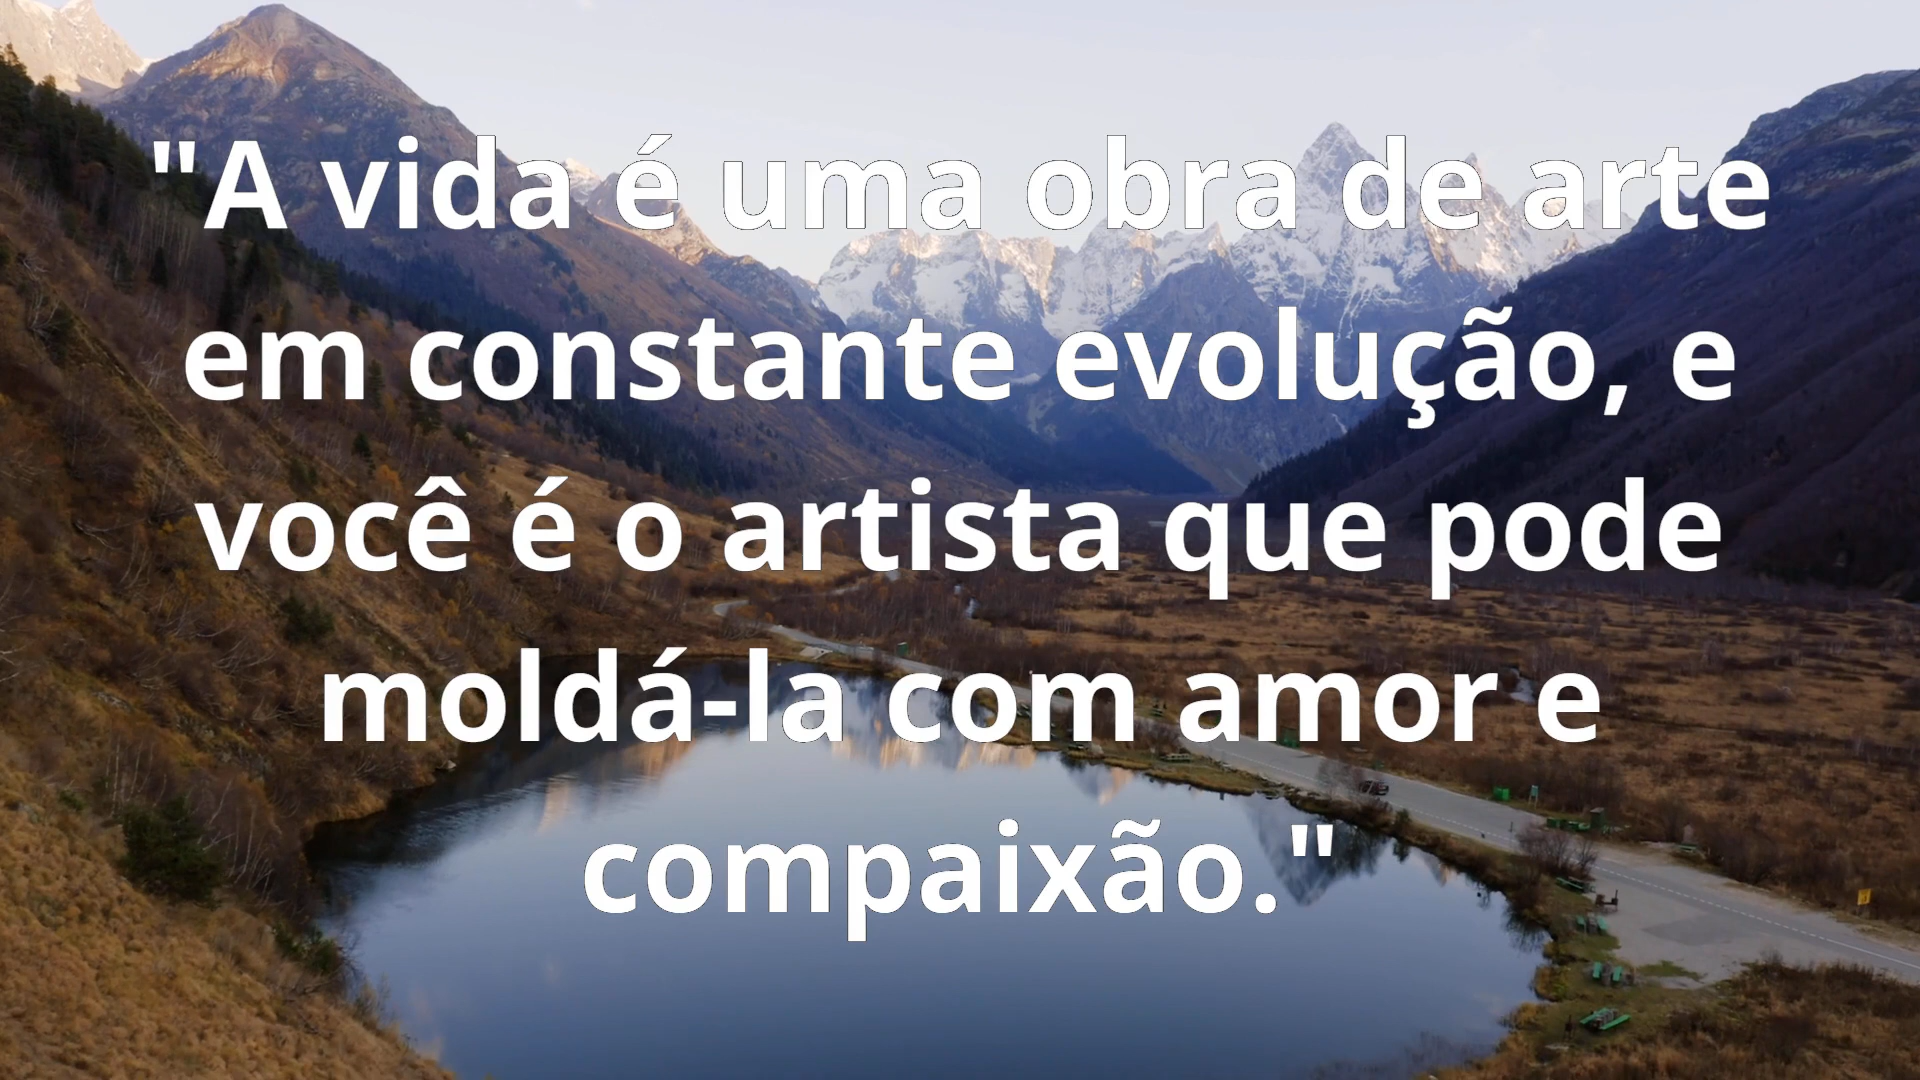 "A vida é uma obra de arte
em constante evolução, e
você é o artista que pode
moldá-la com amor e
compaixão."